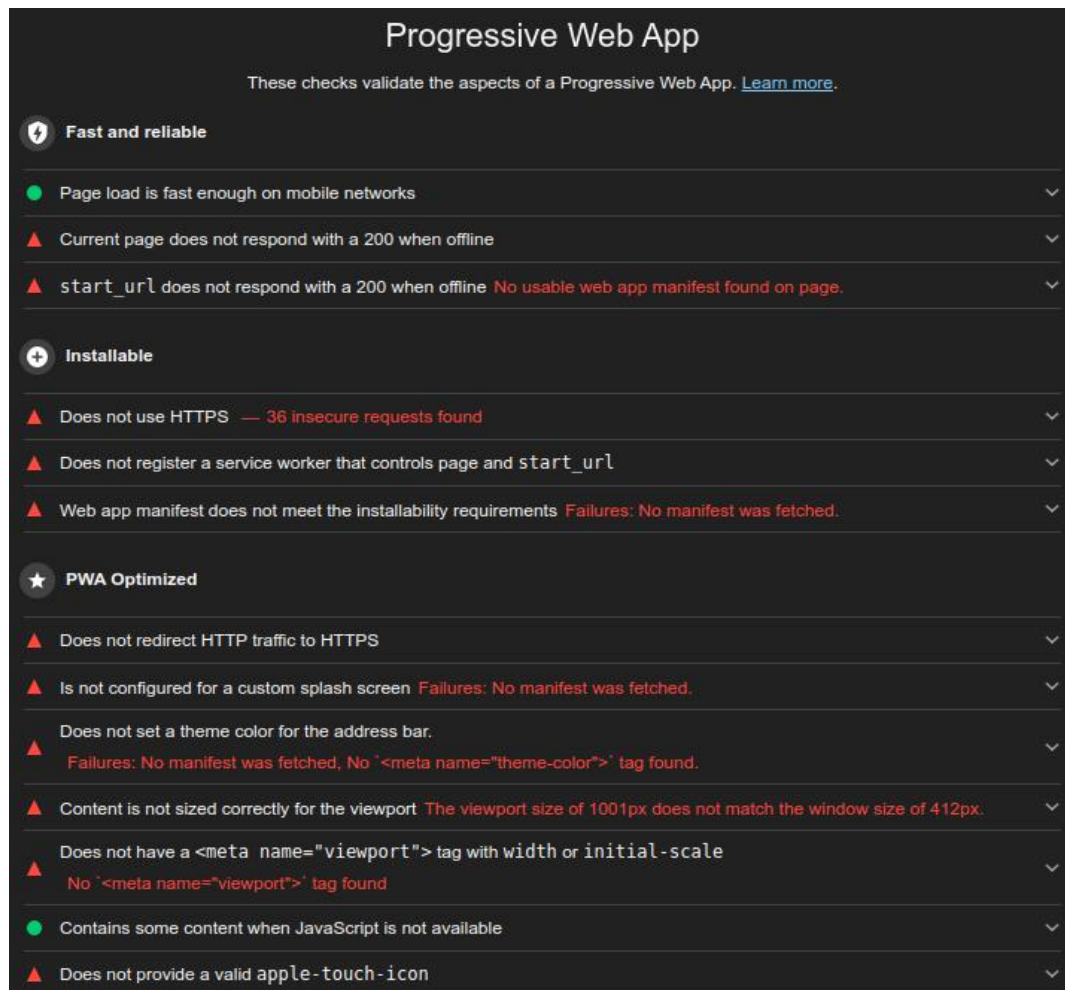 Progressive Web App
These checks validate the aspects of a Progressive Web App. Learn more.
Fast and reliable
Page load is fast enough on mobile networks
Current page does not respond with a 200 when offline
start_url does not respond with a 200 when offline No usable web app manifest found on page.
Installable
Does not use HTTPS — 36 insecure requests found
Does not register a service worker that controls page and start_url
Web app manifest does not meet the installability requirements Failures: No manifest was fetched.
PWA Optimized
Does not redirect HTTP traffic to HTTPS
Is not configured for a custom splash screen Failures: No manifest was fetched.
Does not set a theme color for the address bar.
Failures: No manifest was fetched, No `<meta name="theme-color">` tag found.
Content is not sized correctly for the viewport The viewport size of 1001px does not match the window size of 412px.
Does not have a <meta name="viewport"> tag with width or initial-scale
No `<meta name="viewport">` tag found
Contains some content when JavaScript is not available
Does not provide a valid apple-touch-icon